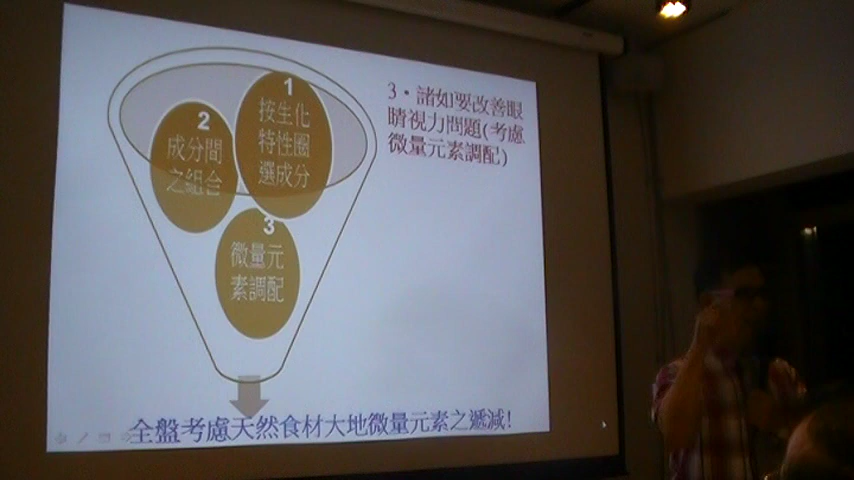 1
按生化
特性圈
選成分
2
成分間
之組合
3
微量元
素調配
3·諸如要改善眼
睛視力問題(考慮
微量元素調配)
全盤考慮天然食材大地微量元素之遞減!